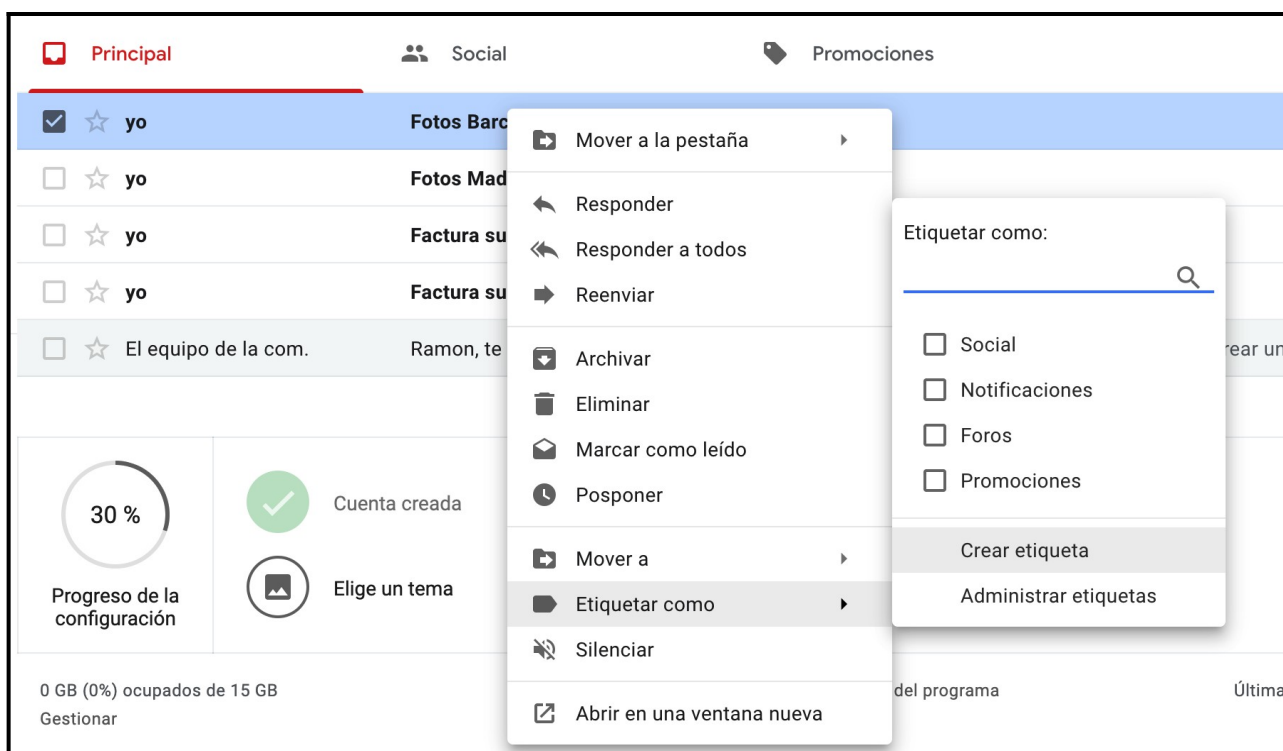 Principal
Social
Promociones
yo
Fotos Barc
yo
Fotos Mad
yo
Factura su
yo
Factura su
El equipo de la com.
Ramon, te
rear un
Mover a la pestaña
Responder
Responder a todos
Reenviar
Archivar
Eliminar
Marcar como leído
Posponer
Mover a
Etiquetar como
Silenciar
Abrir en una ventana nueva
Etiquetar como:
Social
Notificaciones
Foros
Promociones
Crear etiqueta
Administrar etiquetas
30 %
Progreso de la
configuración
Cuenta creada
Elige un tema
0 GB (0%) ocupados de 15 GB
Gestionar
del programa
Última